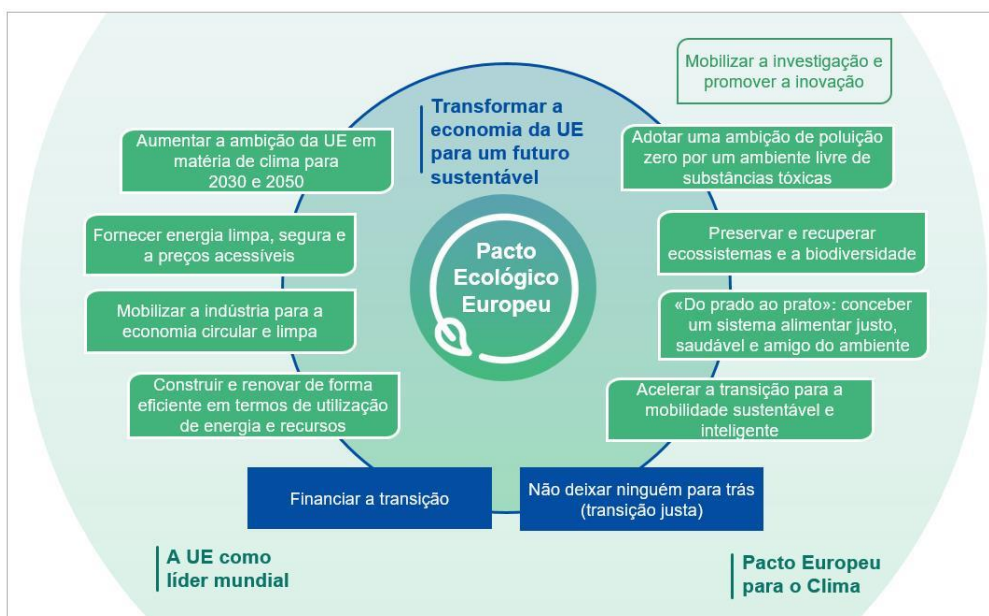 Mobilizar a investigação e
promover a inovação
Transformar a
economia da UE
para um futuro
sustentável
Aumentar a ambição da UE em
matéria de clima para
2030 e 2050
Adotar uma ambição de poluição
zero por um ambiente livre de
substâncias tóxicas
Fornecer energia limpa, segura e
a preços acessíveis
Preservar e recuperar
ecossistemas e a biodiversidade
Pacto
Ecológico
Europeu
Mobilizar a indústria para a
economia circular e limpa
«Do prado ao prato»: conceber
um sistema alimentar justo,
saudável e amigo do ambiente
Construir e renovar de forma
eficiente em termos de utilização
de energia e recursos
Acelerar a transição para a
mobilidade sustentável e
inteligente
Financiar a transição
Não deixar ninguém para trás
(transição justa)
A UE como
líder mundial
Pacto Europeu
para o Clima